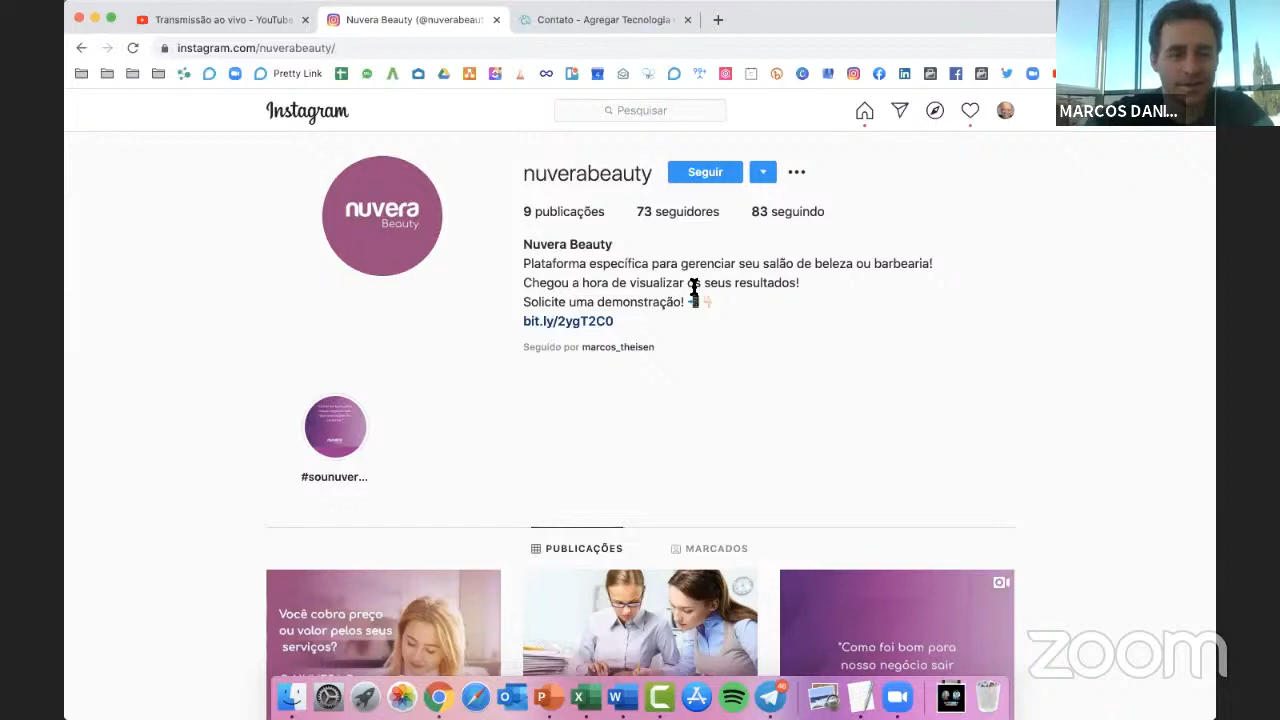 Transmissão ao vivo - YouTube
Nuvera Beauty (@nuverabeaut
Contato - Agregar Tecnologia
instagram.com/nuverabeauty/
Pretty Link
MARCOS DANI...
Instagram
Pesquisar
nuverabeauty
Seguir
9 publicações
73 seguidores
83 seguindo
nuvera
Beauty
Nuvera Beauty
Plataforma específica para gerenciar seu salão de beleza ou barbearia!
Chegou a hora de visualizar os seus resultados!
Solicite uma demonstração!
bit.ly/2ygT2C0
Seguido por marcos_theisen
#sounuver...
PUBLICAÇÕES
MARCADOS
Você cobra preço
ou valor pelos seus
serviços?
"Como foi bom para
nosso negócio sair
zoom